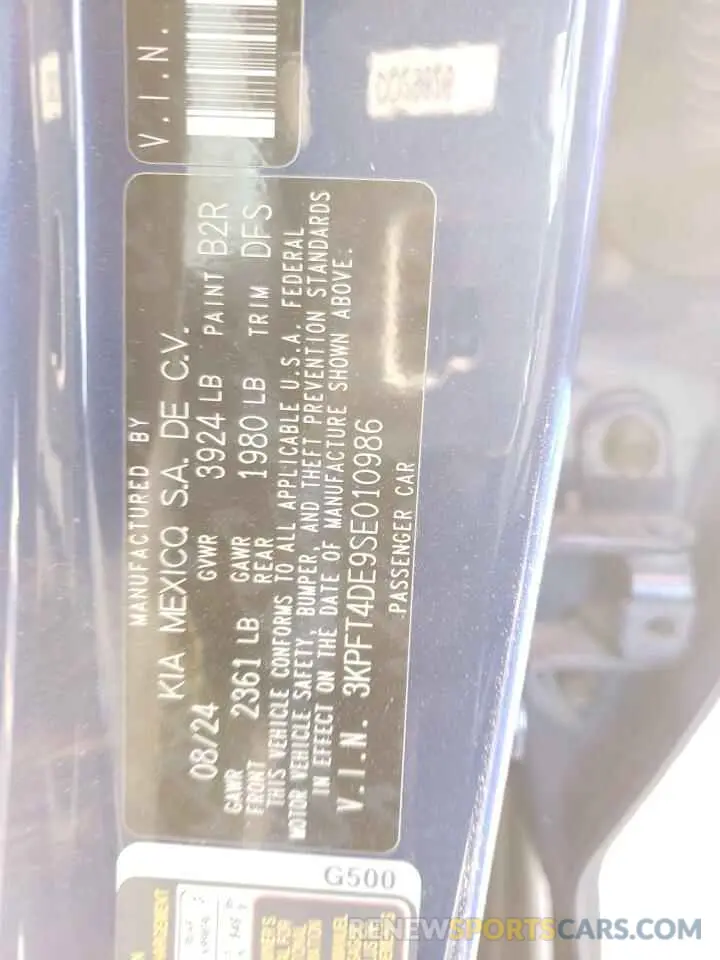 V.I.N.
MANUFACTURED BY
KIA MEXICO S.A. DE C.V.
08/24 GVWR 3924 LB PAINT B2R
GAWR FRONT 2361 LB GAWR REAR 1980 LB TRIM DFS
THIS VEHICLE CONFORMS TO ALL APPLICABLE U.S.A. FEDERAL
MOTOR VEHICLE SAFETY, BUMPER, AND THEFT PREVENTION STANDARDS
IN EFFECT ON THE DATE OF MANUFACTURE SHOWN ABOVE.
V.I.N. 3KPFT4DE9SE010986
PASSENGER CAR
G500
RENEWSPORTSCARS.COM